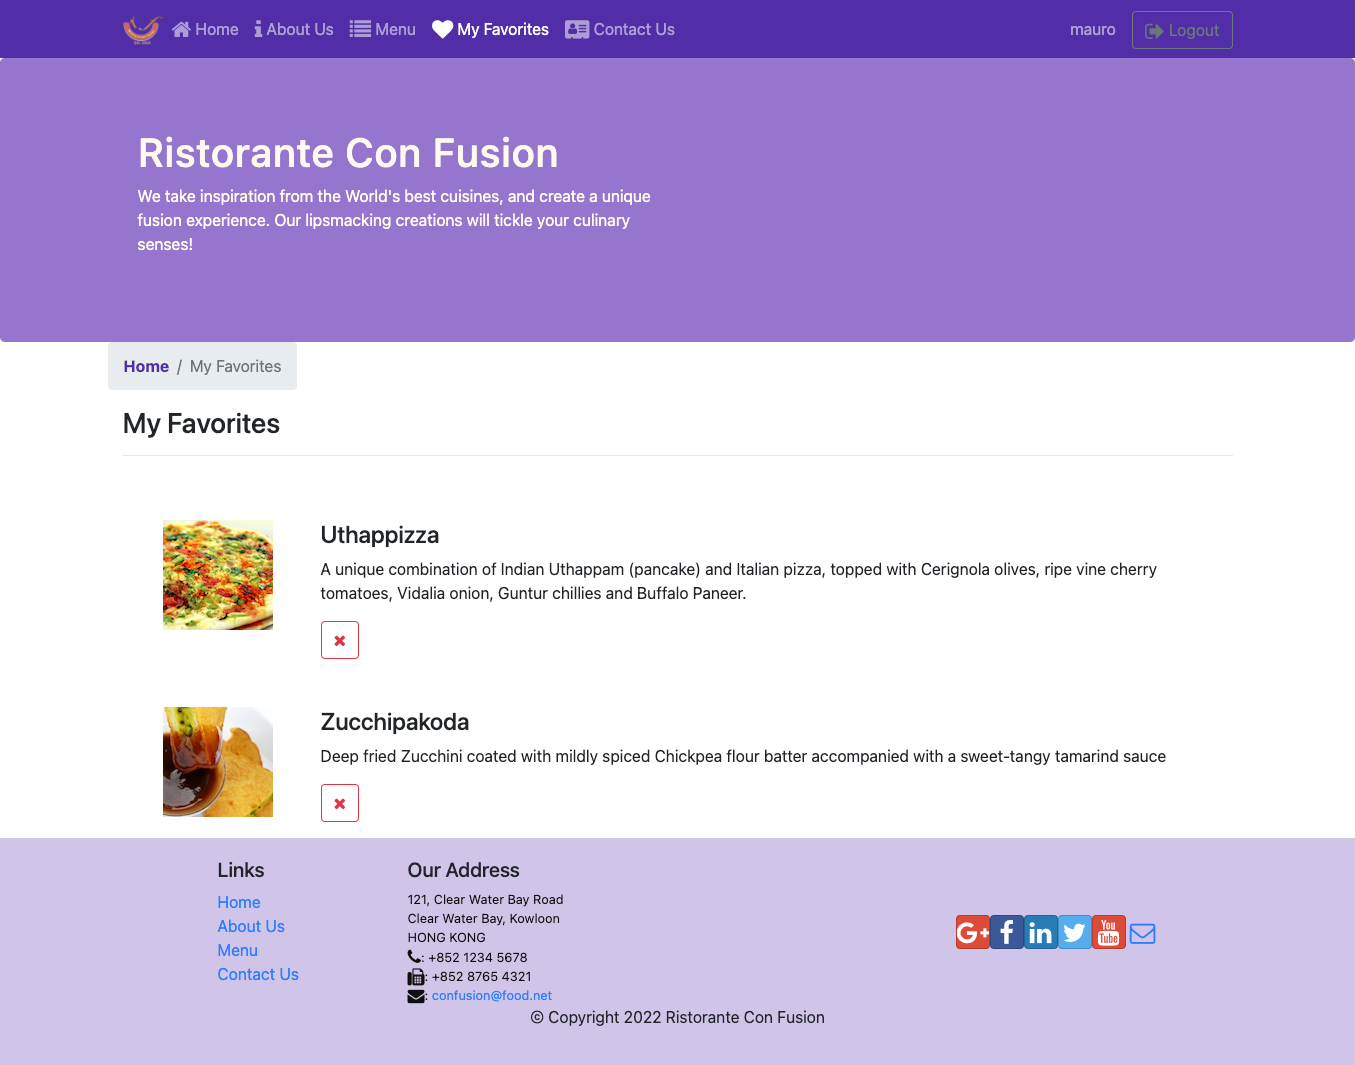 Home
About Us
Menu
My Favorites
Contact Us
mauro
Logout
Ristorante Con Fusion
We take inspiration from the World's best cuisines, and create a unique
fusion experience. Our lipsmacking creations will tickle your culinary
senses!
Home / My Favorites
My Favorites
Uthappizza
A unique combination of Indian Uthappam (pancake) and Italian pizza, topped with Cerignola olives, ripe vine cherry
tomatoes, Vidalia onion, Guntur chillies and Buffalo Paneer.
Zucchipakoda
Deep fried Zucchini coated with mildly spiced Chickpea flour batter accompanied with a sweet-tangy tamarind sauce
Links
Home
About Us
Menu
Contact Us
Our Address
121, Clear Water Bay Road
Clear Water Bay, Kowloon
HONG KONG
: +852 1234 5678
: +852 8765 4321
: confusion@food.net
G+
f
in
You
Tube
© Copyright 2022 Ristorante Con Fusion